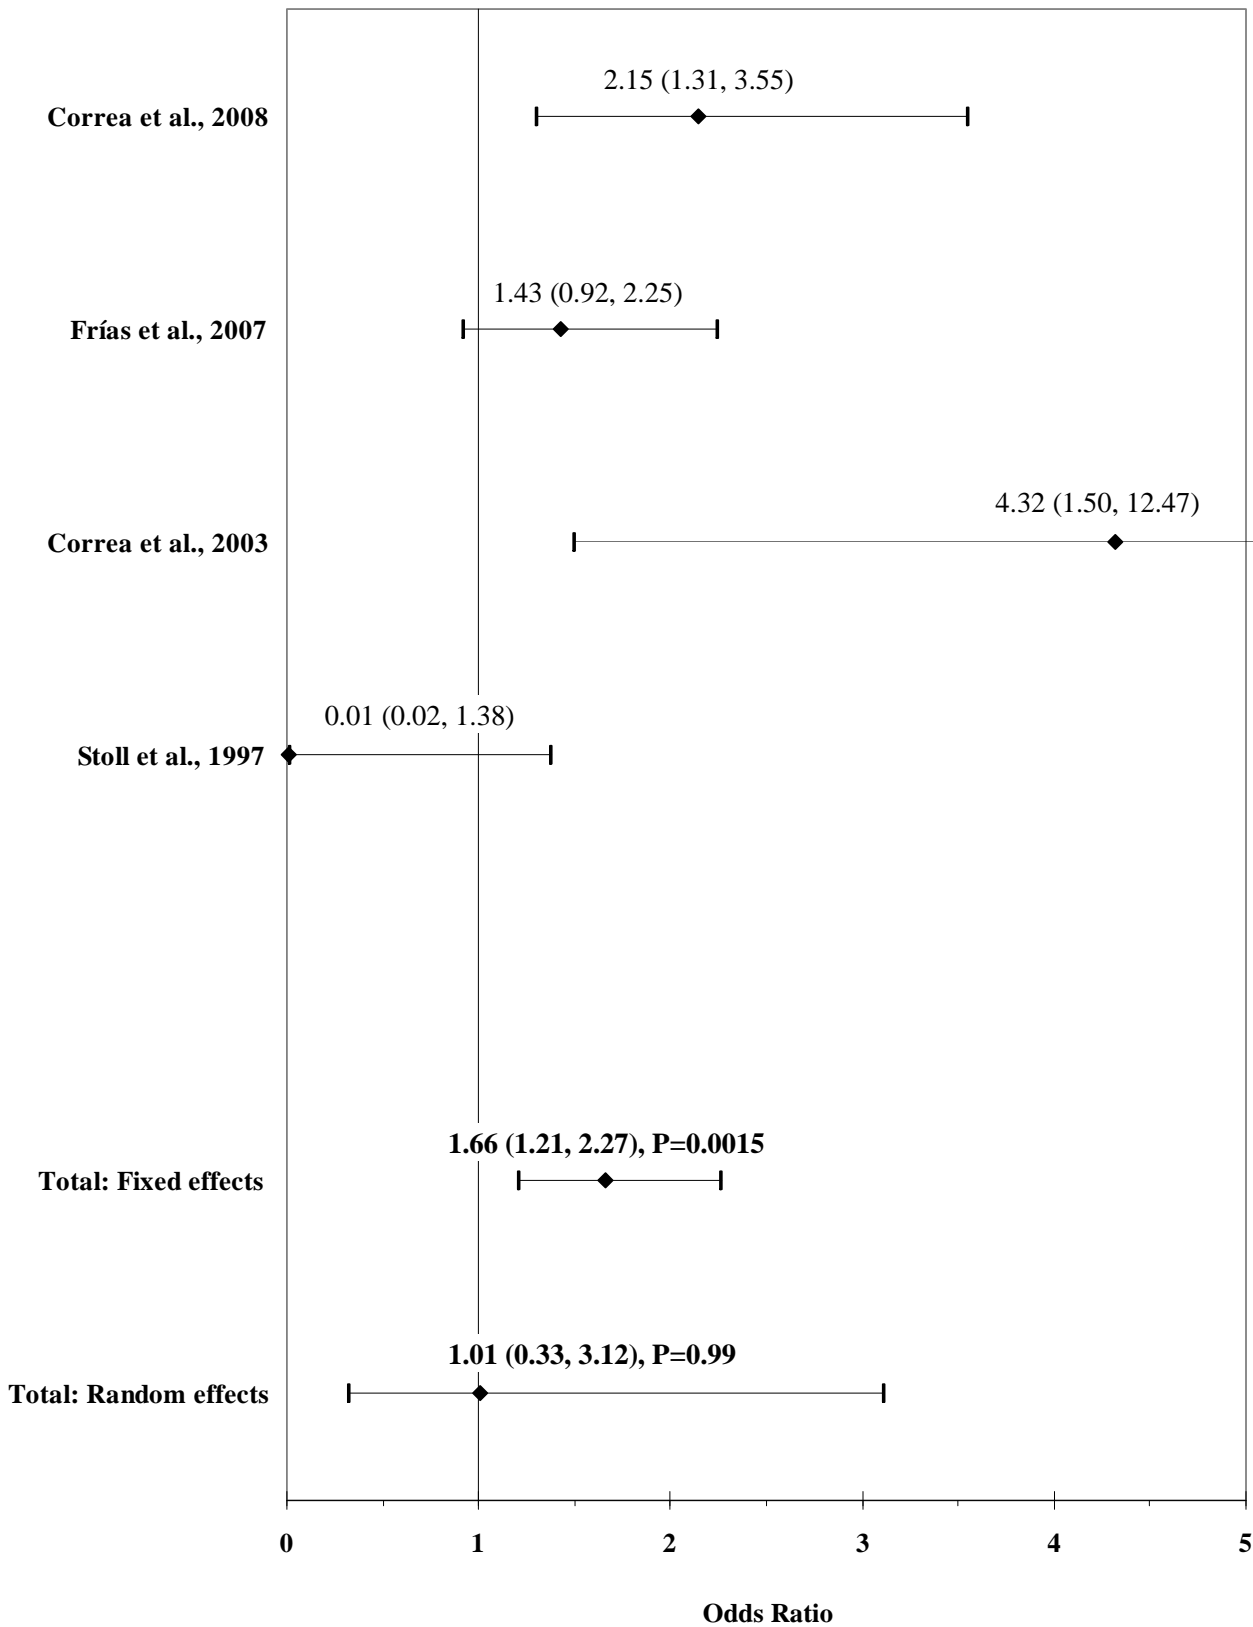 2.15 (1.31, 3.55)
Correa et al., 2008
1.43 (0.92, 2.25)
Frías et al., 2007
4.32 (1.50, 12.47)
Correa et al., 2003
0.01 (0.02, 1.38)
Stoll et al., 1997
1.66 (1.21, 2.27), P=0.0015
Total: Fixed effects
1.01 (0.33, 3.12), P=0.99
Total: Random effects
0 1 2 3 4 5
Odds Ratio